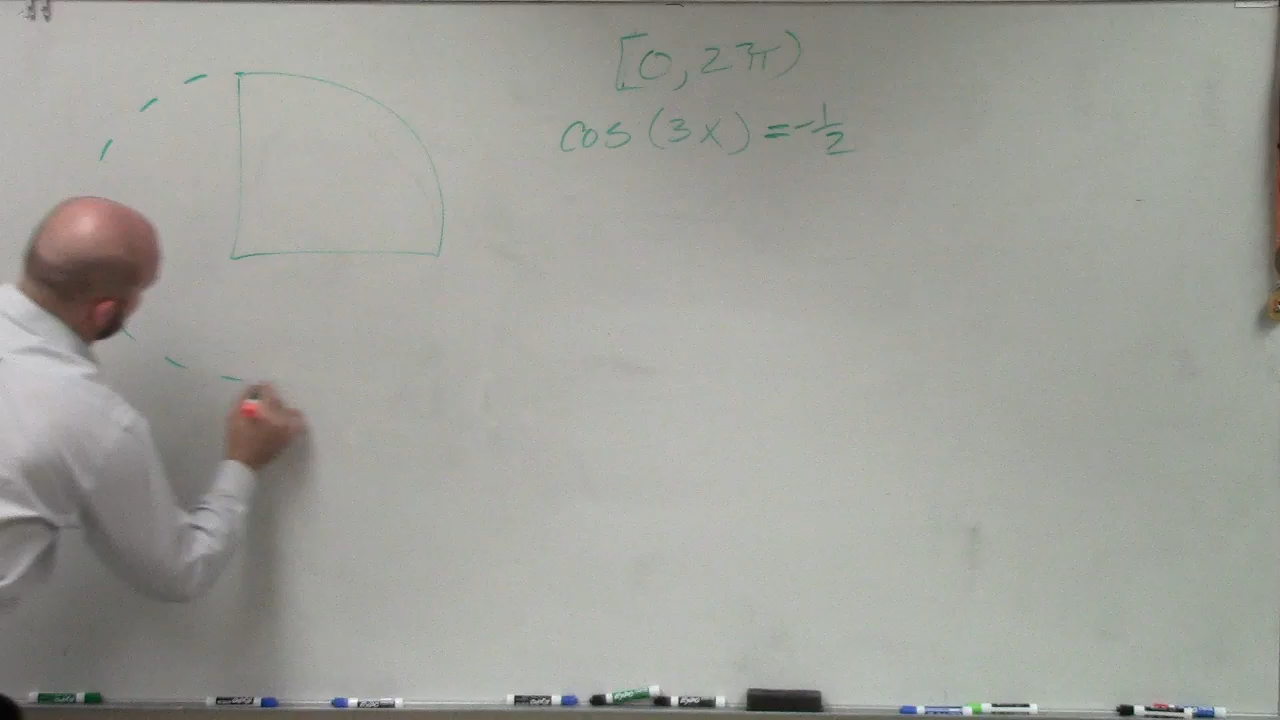 [0, 2π)
cos (3x) = -1/2